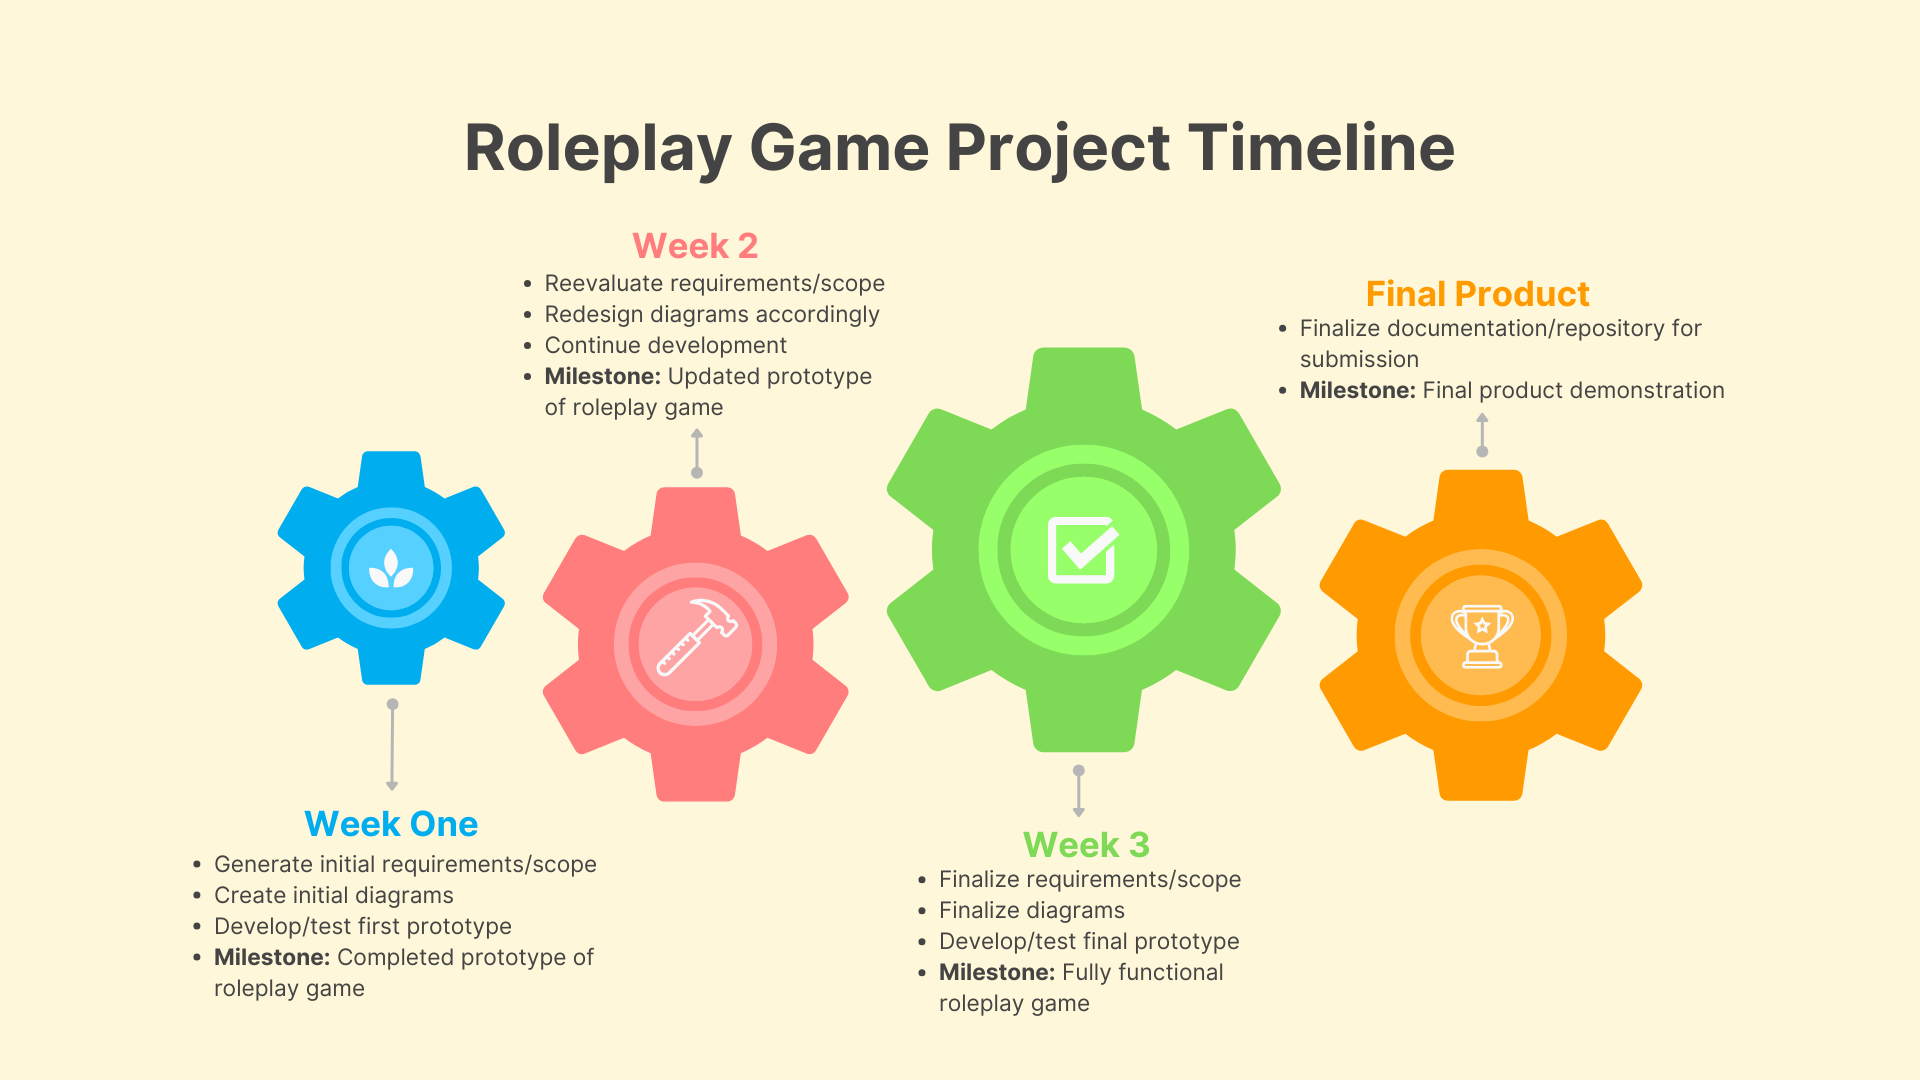 Roleplay Game Project Timeline
Week One
• Generate initial requirements/scope
• Create initial diagrams
• Develop/test first prototype
• Milestone: Completed prototype of
roleplay game
Week 2
• Reevaluate requirements/scope
• Redesign diagrams accordingly
• Continue development
• Milestone: Updated prototype
of roleplay game
Week 3
• Finalize requirements/scope
• Finalize diagrams
• Develop/test final prototype
• Milestone: Fully functional
roleplay game
Final Product
• Finalize documentation/repository for
submission
• Milestone: Final product demonstration